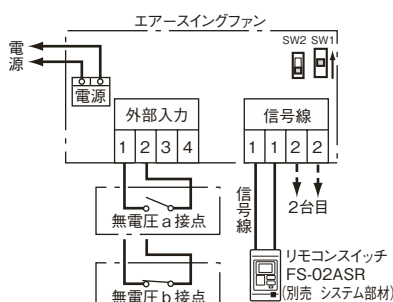 エアースイングファン
電源
SW2 SW1
電源
外部入力
信号線
1 2 3 4
1 1 2 2
信号線
2台目
無電圧a接点
無電圧b接点
リモコンスイッチ
FS-02ASR
(別売 システム部材)